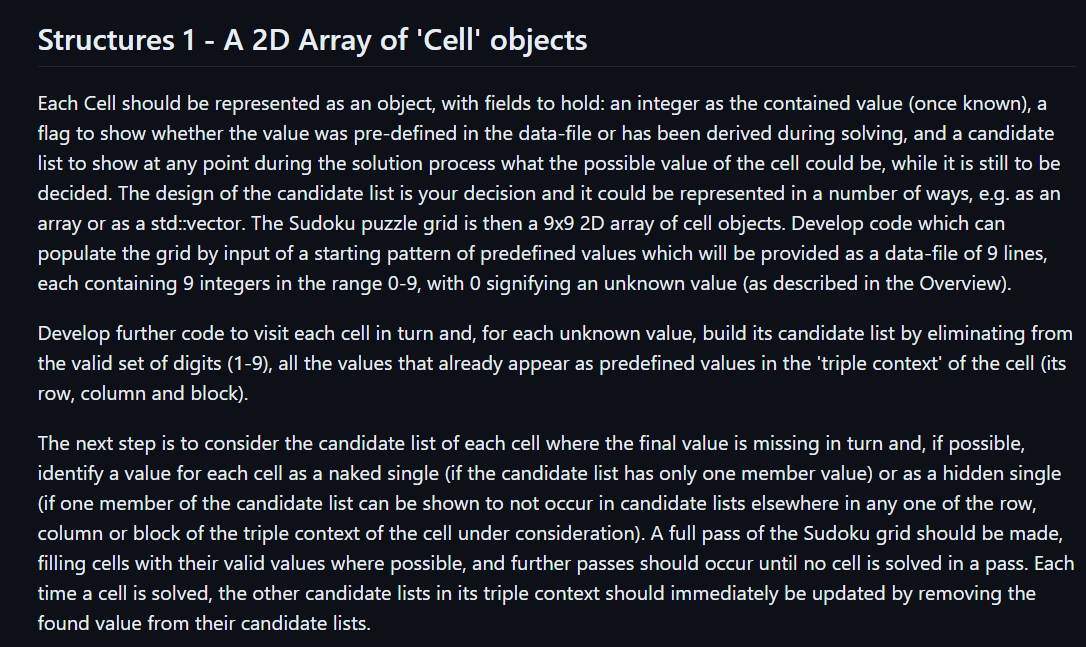 Structures 1 - A 2D Array of 'Cell' objects
Each Cell should be represented as an object, with fields to hold: an integer as the contained value (once known), a
flag to show whether the value was pre-defined in the data-file or has been derived during solving, and a candidate
list to show at any point during the solution process what the possible value of the cell could be, while it is still to be
decided. The design of the candidate list is your decision and it could be represented in a number of ways, e.g. as an
array or as a std::vector. The Sudoku puzzle grid is then a 9x9 2D array of cell objects. Develop code which can
populate the grid by input of a starting pattern of predefined values which will be provided as a data-file of 9 lines,
each containing 9 integers in the range 0-9, with 0 signifying an unknown value (as described in the Overview).
Develop further code to visit each cell in turn and, for each unknown value, build its candidate list by eliminating from
the valid set of digits (1-9), all the values that already appear as predefined values in the 'triple context' of the cell (its
row, column and block).
The next step is to consider the candidate list of each cell where the final value is missing in turn and, if possible,
identify a value for each cell as a naked single (if the candidate list has only one member value) or as a hidden single
(if one member of the candidate list can be shown to not occur in candidate lists elsewhere in any one of the row,
column or block of the triple context of the cell under consideration). A full pass of the Sudoku grid should be made,
filling cells with their valid values where possible, and further passes should occur until no cell is solved in a pass. Each
time a cell is solved, the other candidate lists in its triple context should immediately be updated by removing the
found value from their candidate lists.